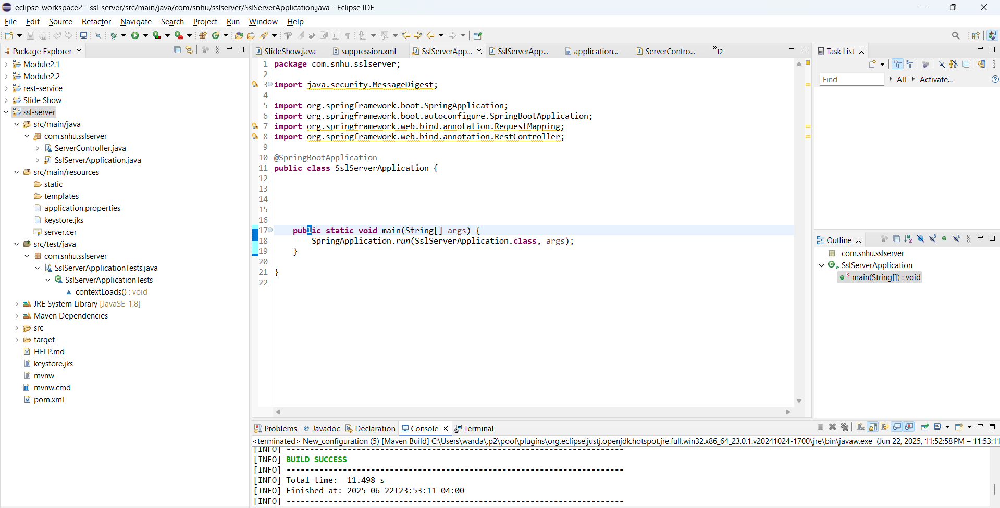 eclipse-workspace2 - ssl-server/src/main/java/com/snhu/sslserver/SslServerApplication.java - Eclipse IDE
File Edit Source Refactor Navigate Search Project Run Window Help
Package Explorer
Module2.1
Module2.2
rest-service
Slide Show
ssl-server
src/main/java
com.snhu.sslserver
ServerController.java
SslServerApplication.java
src/main/resources
static
templates
application.properties
keystore.jks
server.cer
src/test/java
com.snhu.sslserver
SslServerApplicationTests.java
SslServerApplicationTests
contextLoads() : void
JRE System Library [JavaSE-1.8]
Maven Dependencies
src
target
HELP.md
keystore.jks
mvnw
mvnw.cmd
pom.xml
SlideShow.java suppression.xml SslServerApp... SslServerApp... application... ServerContro... »12
1 package com.snhu.sslserver;
2
3 import java.security.MessageDigest;
4
5 import org.springframework.boot.SpringApplication;
6 import org.springframework.boot.autoconfigure.SpringBootApplication;
7 import org.springframework.web.bind.annotation.RequestMapping;
8 import org.springframework.web.bind.annotation.RestController;
9
10 @SpringBootApplication
11 public class SslServerApplication {
12
13
14
15
16
17 public static void main(String[] args) {
18 SpringApplication.run(SslServerApplication.class, args);
19 }
20
21 }
22
Task List
Find All Activate...
Outline
com.snhu.sslserver
SslServerApplication
main(String[]) : void
Problems Javadoc Declaration Console Terminal
<terminated> New_configuration (5) [Maven Build] C:\Users\warda\.p2\pool\plugins\org.eclipse.justj.openjdk.hotspot.jre.full.win32.x86_64_23.0.1.v20241024-1700\jre\bin\javaw.exe (Jun 22, 2025, 11:52:58 PM – 11:53:11
[INFO] ------------------------------------------------------------------------
[INFO] BUILD SUCCESS
[INFO] ------------------------------------------------------------------------
[INFO] Total time:  11.498 s
[INFO] Finished at: 2025-06-22T23:53:11-04:00
[INFO] ------------------------------------------------------------------------